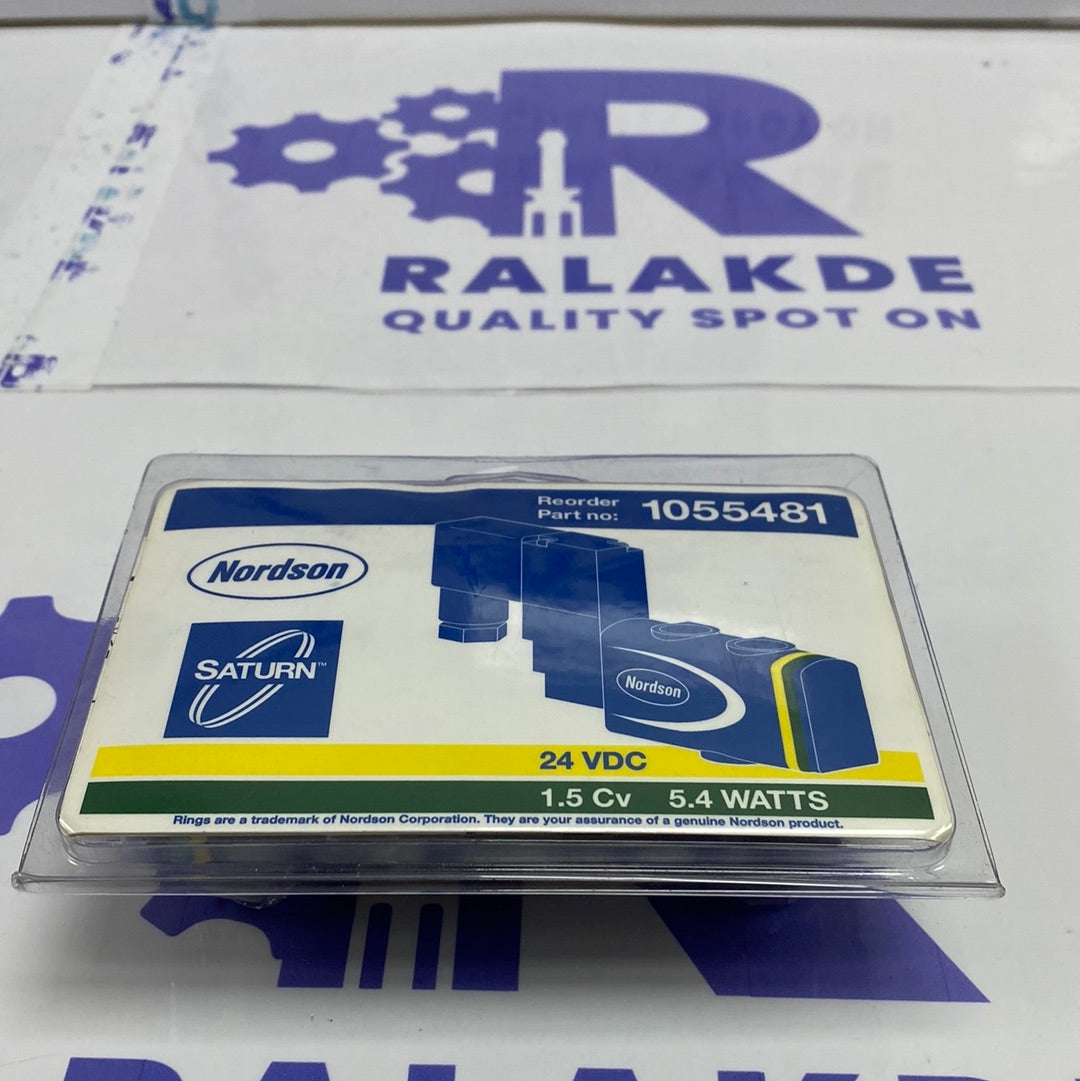 R
RALAKDE
QUALITY SPOT ON
Reorder
Part no: 1055481
Nordson
SATURN™
Nordson
24 VDC
1.5 Cv 5.4 WATTS
Rings are a trademark of Nordson Corporation. They are your assurance of a genuine Nordson product.